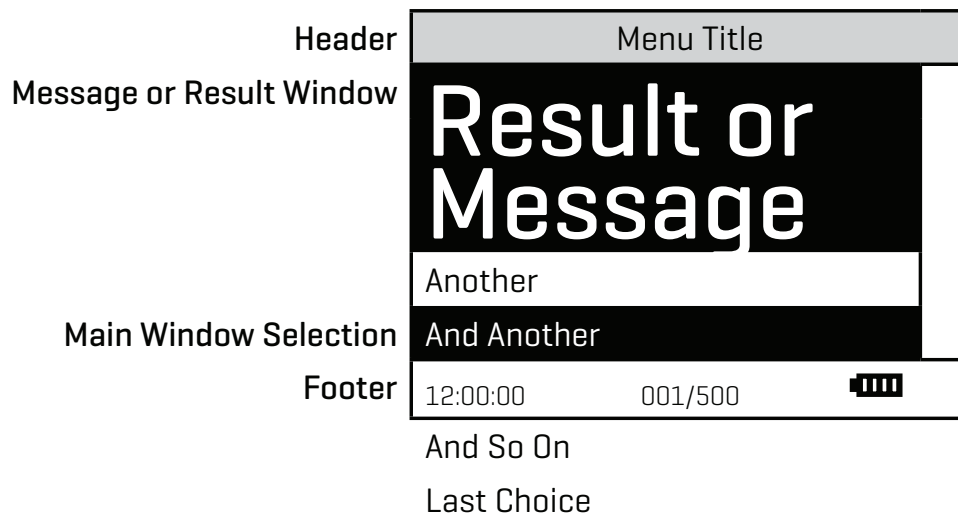 Header
Menu Title
Message or Result Window
Result or
Message
Another
Main Window Selection
And Another
Footer
12:00:00 001/500
And So On
Last Choice